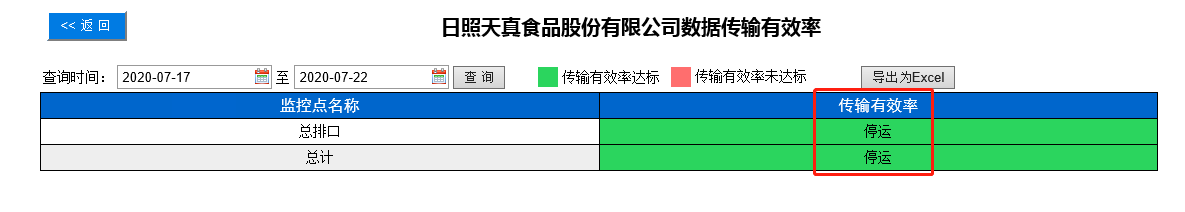 << 返 回
日照天真食品股份有限公司数据传输有效率
查询时间： 2020-07-17 至 2020-07-22 查 询 传输有效率达标 传输有效率未达标 导出为Excel
监控点名称 传输有效率
总排口 停运
总计 停运